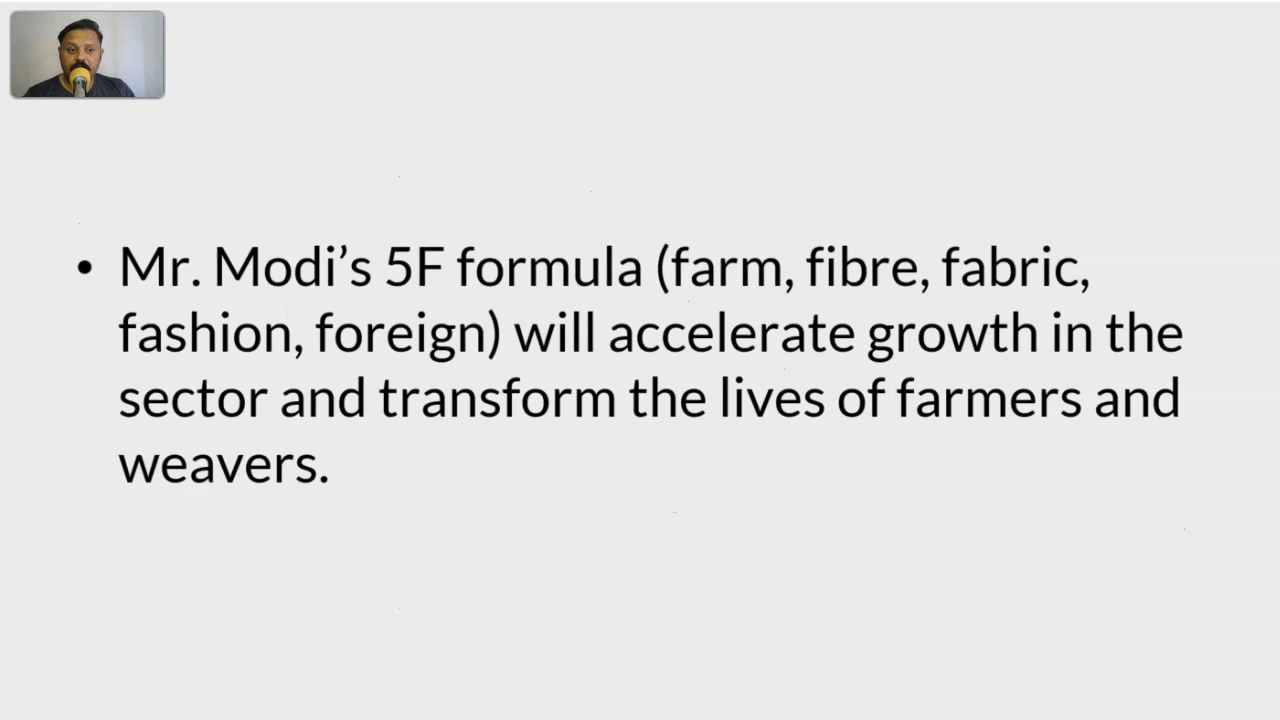 • Mr. Modi’s 5F formula (farm, fibre, fabric,
fashion, foreign) will accelerate growth in the
sector and transform the lives of farmers and
weavers.